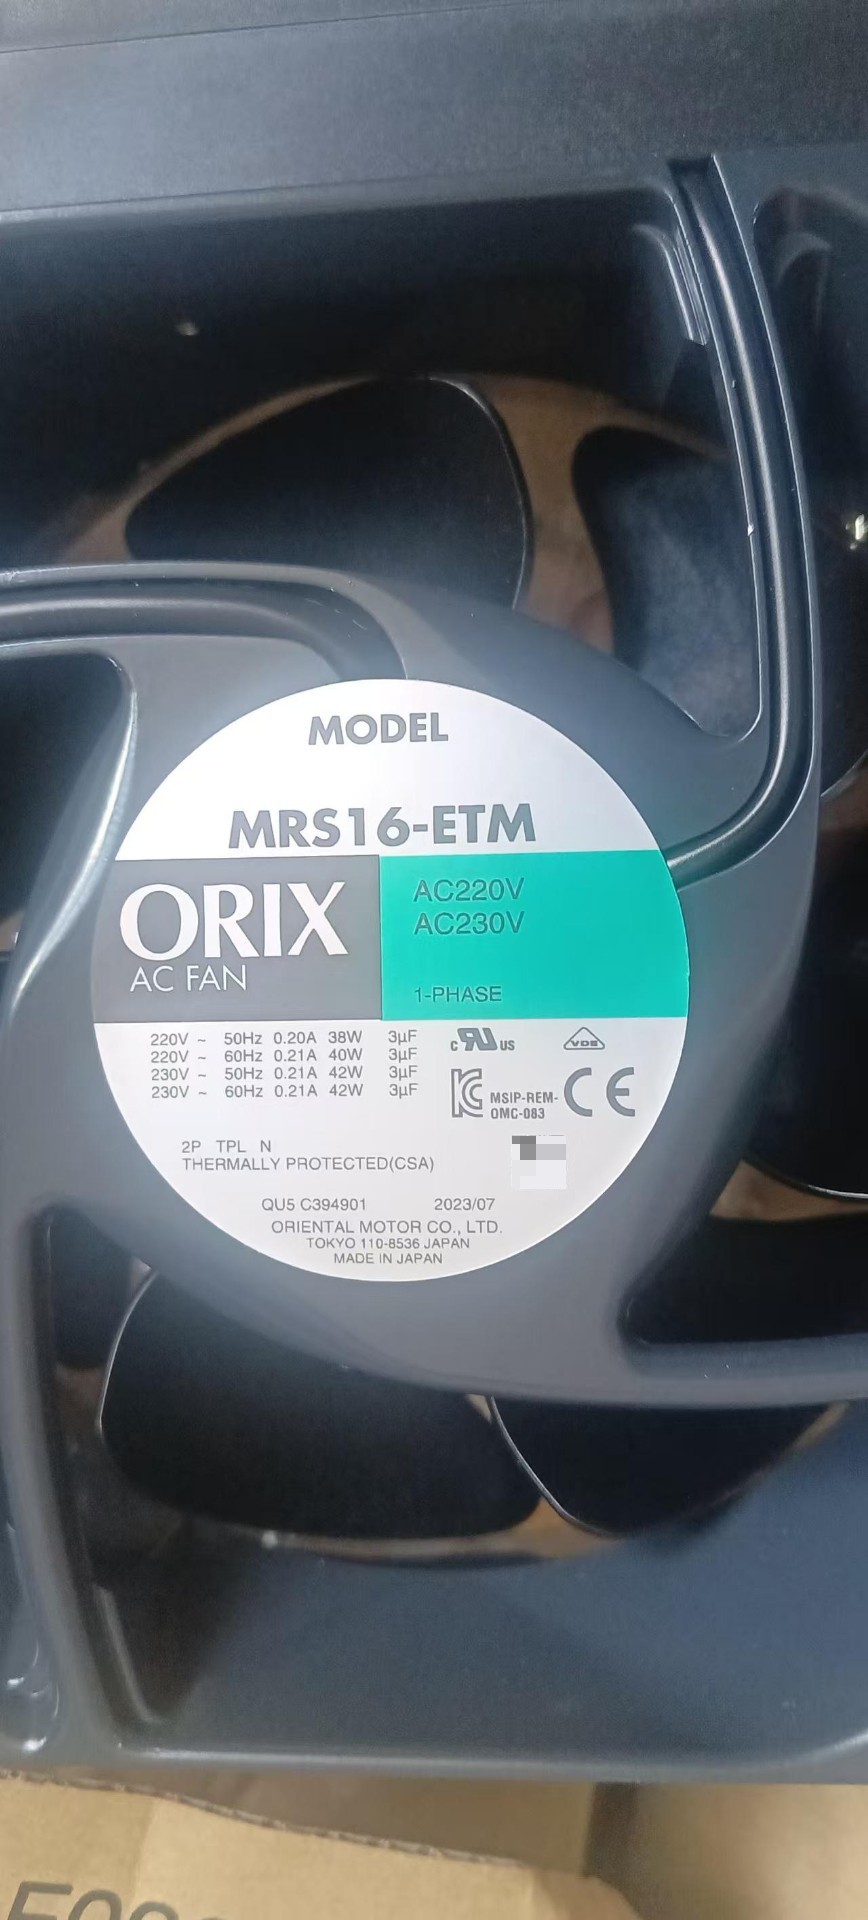 MODEL
MRS16-ETM
ORIX
AC FAN
AC220V
AC230V
1-PHASE
220V ~ 50Hz 0.20A 38W 3µF
220V ~ 60Hz 0.21A 40W 3µF
230V ~ 50Hz 0.21A 42W 3µF
230V ~ 60Hz 0.21A 42W 3µF
c RU US
VDE
KC MSIP-REM-
OMC-083
CE
2P TPL N
THERMALLY PROTECTED(CSA)
QU5 C394901 2023/07
ORIENTAL MOTOR CO., LTD.
TOKYO 110-8536 JAPAN
MADE IN JAPAN